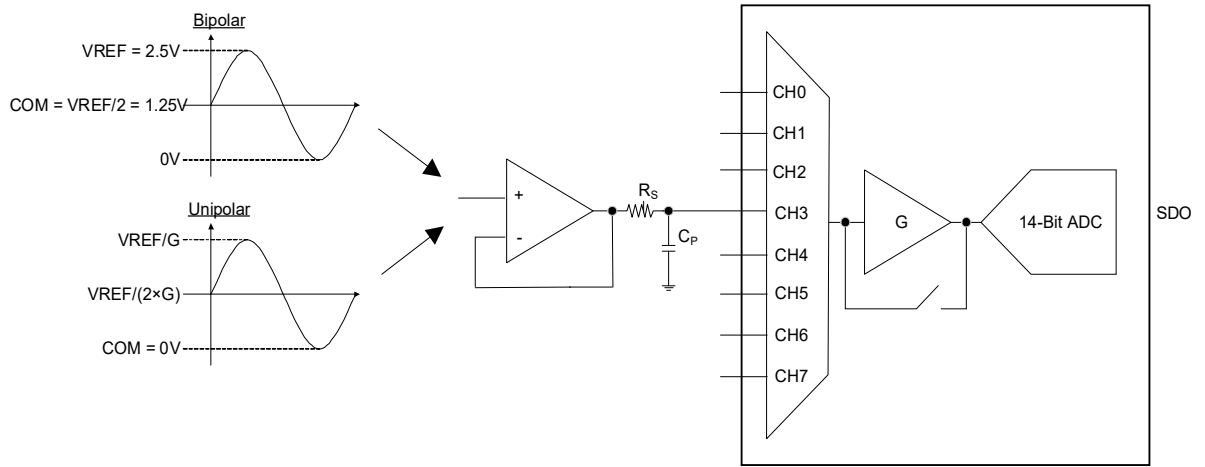 Bipolar
VREF = 2.5V
COM = VREF/2 = 1.25V
0V
Unipolar
VREF/G
VREF/(2×G)
COM = 0V
+
-
RS
CP
CH0
CH1
CH2
CH3
CH4
CH5
CH6
CH7
G
14-Bit ADC
SDO